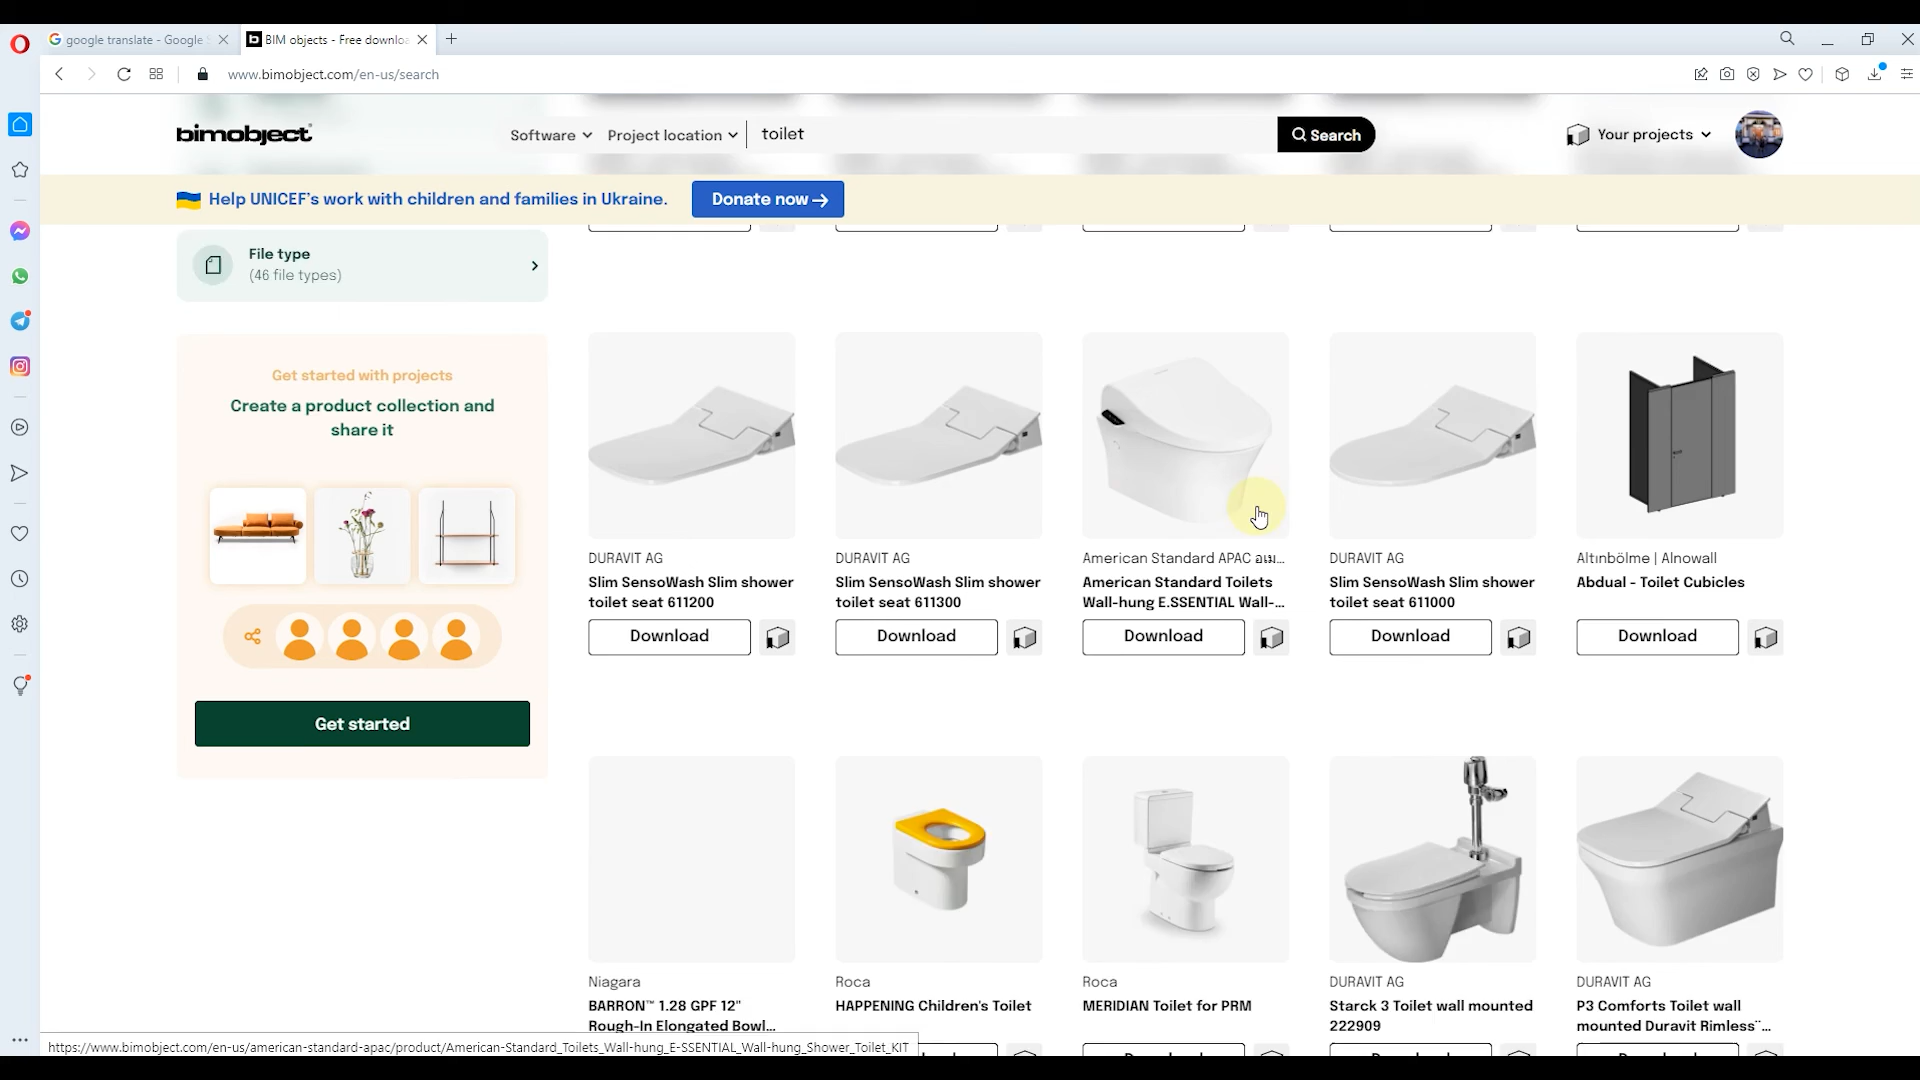 google translate - Google S
BIM objects - Free downloa
www.bimobject.com/en-us/search
bimobject
Software
Project location
toilet
Search
Your projects
Help UNICEF's work with children and families in Ukraine.
Donate now →
File type
(46 file types)
Get started with projects
Create a product collection and
share it
Get started
DURAVIT AG
Slim SensoWash Slim shower
toilet seat 611200
Download
DURAVIT AG
Slim SensoWash Slim shower
toilet seat 611300
Download
American Standard APAC อเม...
American Standard Toilets
Wall-hung E.SSENTIAL Wall-...
Download
DURAVIT AG
Slim SensoWash Slim shower
toilet seat 611000
Download
Altınbölme | Alnowall
Abdual - Toilet Cubicles
Download
Niagara
BARRON™ 1.28 GPF 12"
Rough-In Elongated Bowl...
Roca
HAPPENING Children's Toilet
Roca
MERIDIAN Toilet for PRM
DURAVIT AG
Starck 3 Toilet wall mounted
222909
DURAVIT AG
P3 Comforts Toilet wall
mounted Duravit Rimless¨...
https://www.bimobject.com/en-us/american-standard-apac/product/American-Standard_Toilets_Wall-hung_E-SSENTIAL_Wall-hung_Shower_Toilet_KIT